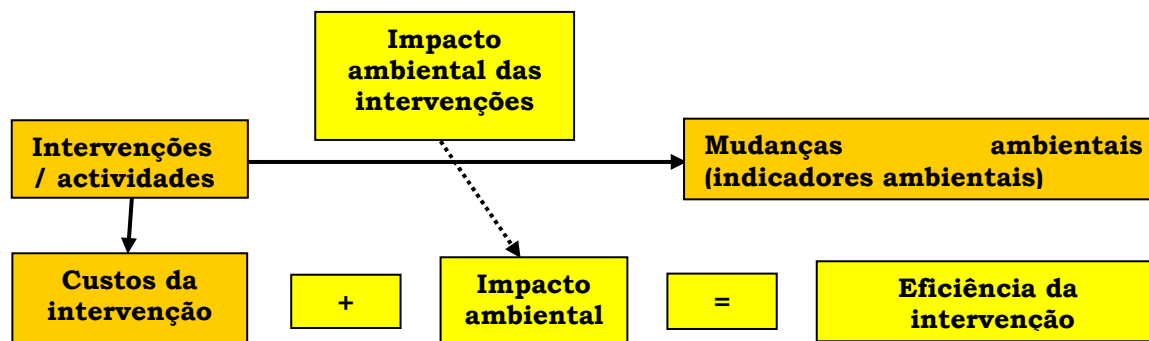 Impacto
ambiental das
intervenções
Intervenções
/ actividades
Mudanças ambientais
(indicadores ambientais)
Custos da
intervenção
+
Impacto
ambiental
=
Eficiência da
intervenção